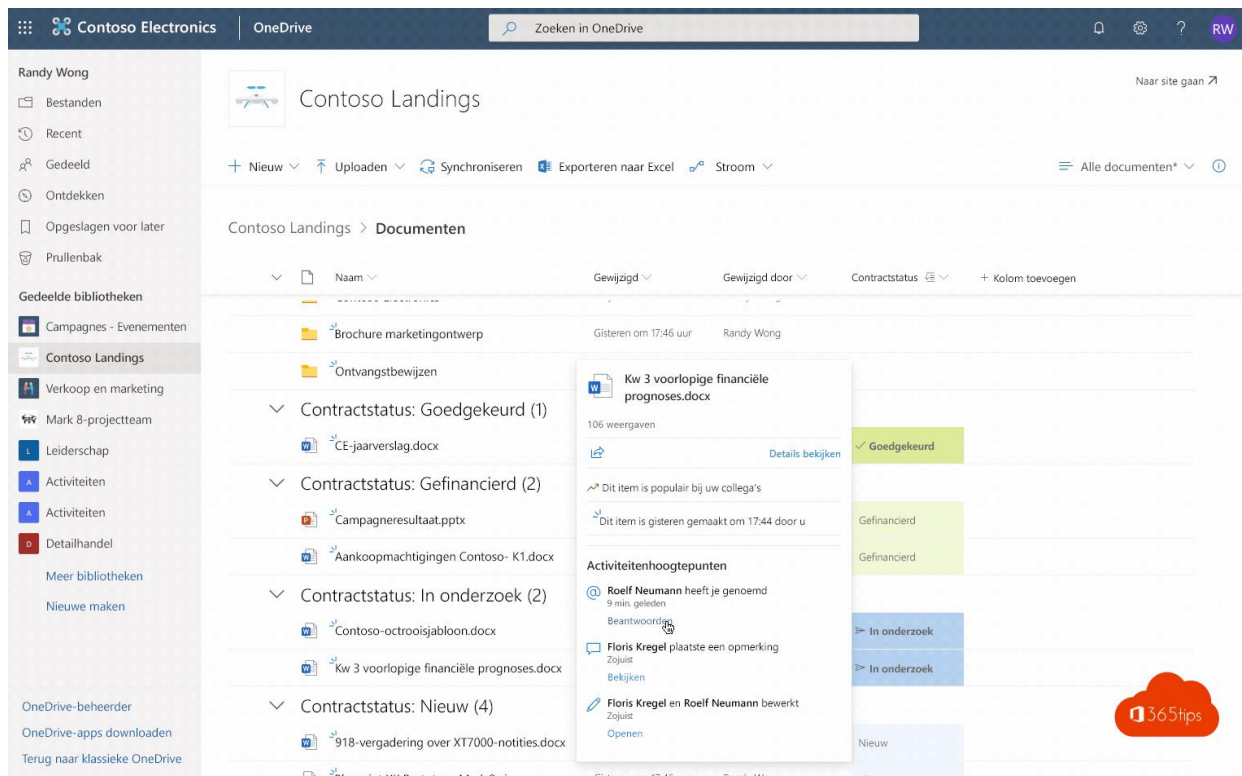 Contoso Electronics OneDrive Zoeken in OneDrive ? RW
Randy Wong
Bestanden
Recent
Gedeeld
Ontdekken
Opgeslagen voor later
Prullenbak
Gedeelde bibliotheken
Campagnes - Evenementen
Contoso Landings
Verkoop en marketing
Mark 8-projectteam
L Leiderschap
A Activiteiten
A Activiteiten
D Detailhandel
Meer bibliotheken
Nieuwe maken
OneDrive-beheerder
OneDrive-apps downloaden
Terug naar klassieke OneDrive
Contoso Landings
Naar site gaan
+ Nieuw Uploaden Synchroniseren Exporteren naar Excel Stroom Alle documenten*
Contoso Landings > Documenten
Naam Gewijzigd Gewijzigd door Contractstatus + Kolom toevoegen
Brochure marketingontwerp Gisteren om 17:46 uur Randy Wong
Ontvangstbewijzen
Contractstatus: Goedgekeurd (1)
CE-jaarverslag.docx Goedgekeurd
Contractstatus: Gefinancierd (2)
Campagneresultaat.pptx Gefinancierd
Aankoopmachtigingen Contoso- K1.docx Gefinancierd
Contractstatus: In onderzoek (2)
Contoso-octrooisjabloon.docx In onderzoek
Kw 3 voorlopige financiële prognoses.docx In onderzoek
Contractstatus: Nieuw (4)
918-vergadering over XT7000-notities.docx Nieuw
Kw 3 voorlopige financiële
prognoses.docx
106 weergaven
Details bekijken
Dit item is populair bij uw collega's
Dit item is gisteren gemaakt om 17:44 door u
Activiteitenhoogtepunten
Roelf Neumann heeft je genoemd
9 min. geleden
Beantwoorden
Floris Kregel plaatste een opmerking
Zojuist
Bekijken
Floris Kregel en Roelf Neumann bewerkt
Zojuist
Openen
365tips